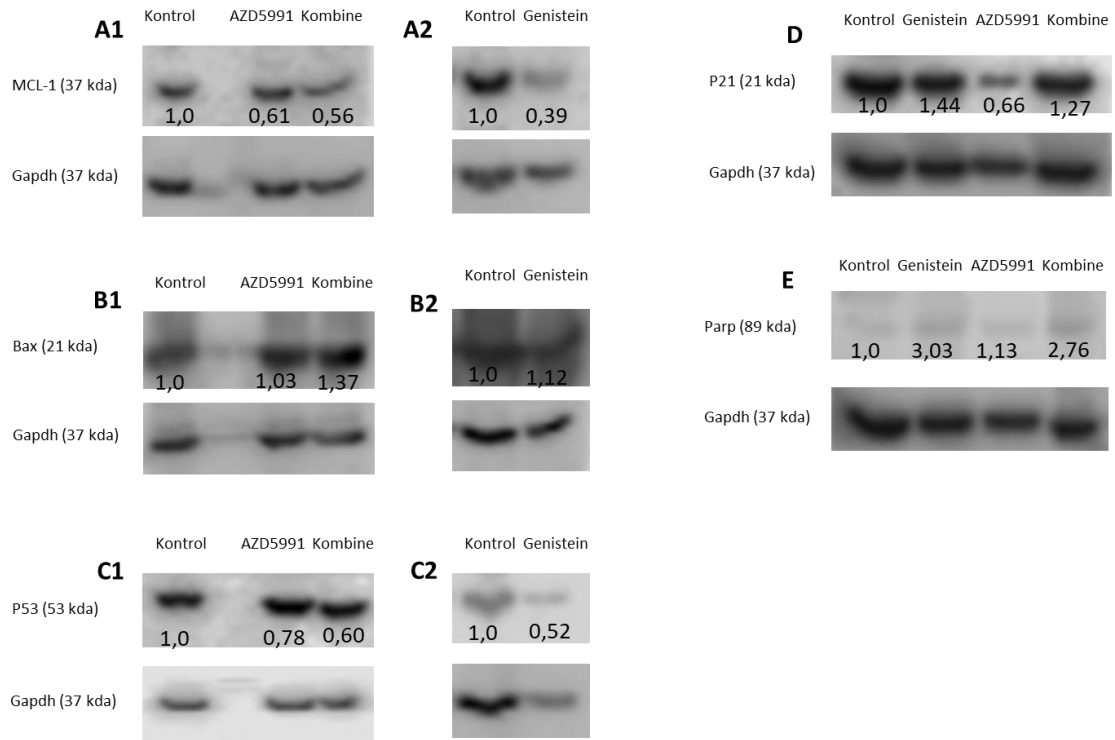 A1
Kontrol AZD5991 Kombine
MCL-1 (37 kda)
1,0 0,61 0,56
Gapdh (37 kda)
A2
Kontrol Genistein
1,0 0,39
B1
Kontrol AZD5991 Kombine
Bax (21 kda)
1,0 1,03 1,37
Gapdh (37 kda)
B2
Kontrol Genistein
1,0 1,12
C1
Kontrol AZD5991 Kombine
P53 (53 kda)
1,0 0,78 0,60
Gapdh (37 kda)
C2
Kontrol Genistein
1,0 0,52
D
Kontrol Genistein AZD5991 Kombine
P21 (21 kda)
1,0 1,44 0,66 1,27
Gapdh (37 kda)
E
Kontrol Genistein AZD5991 Kombine
Parp (89 kda)
1,0 3,03 1,13 2,76
Gapdh (37 kda)